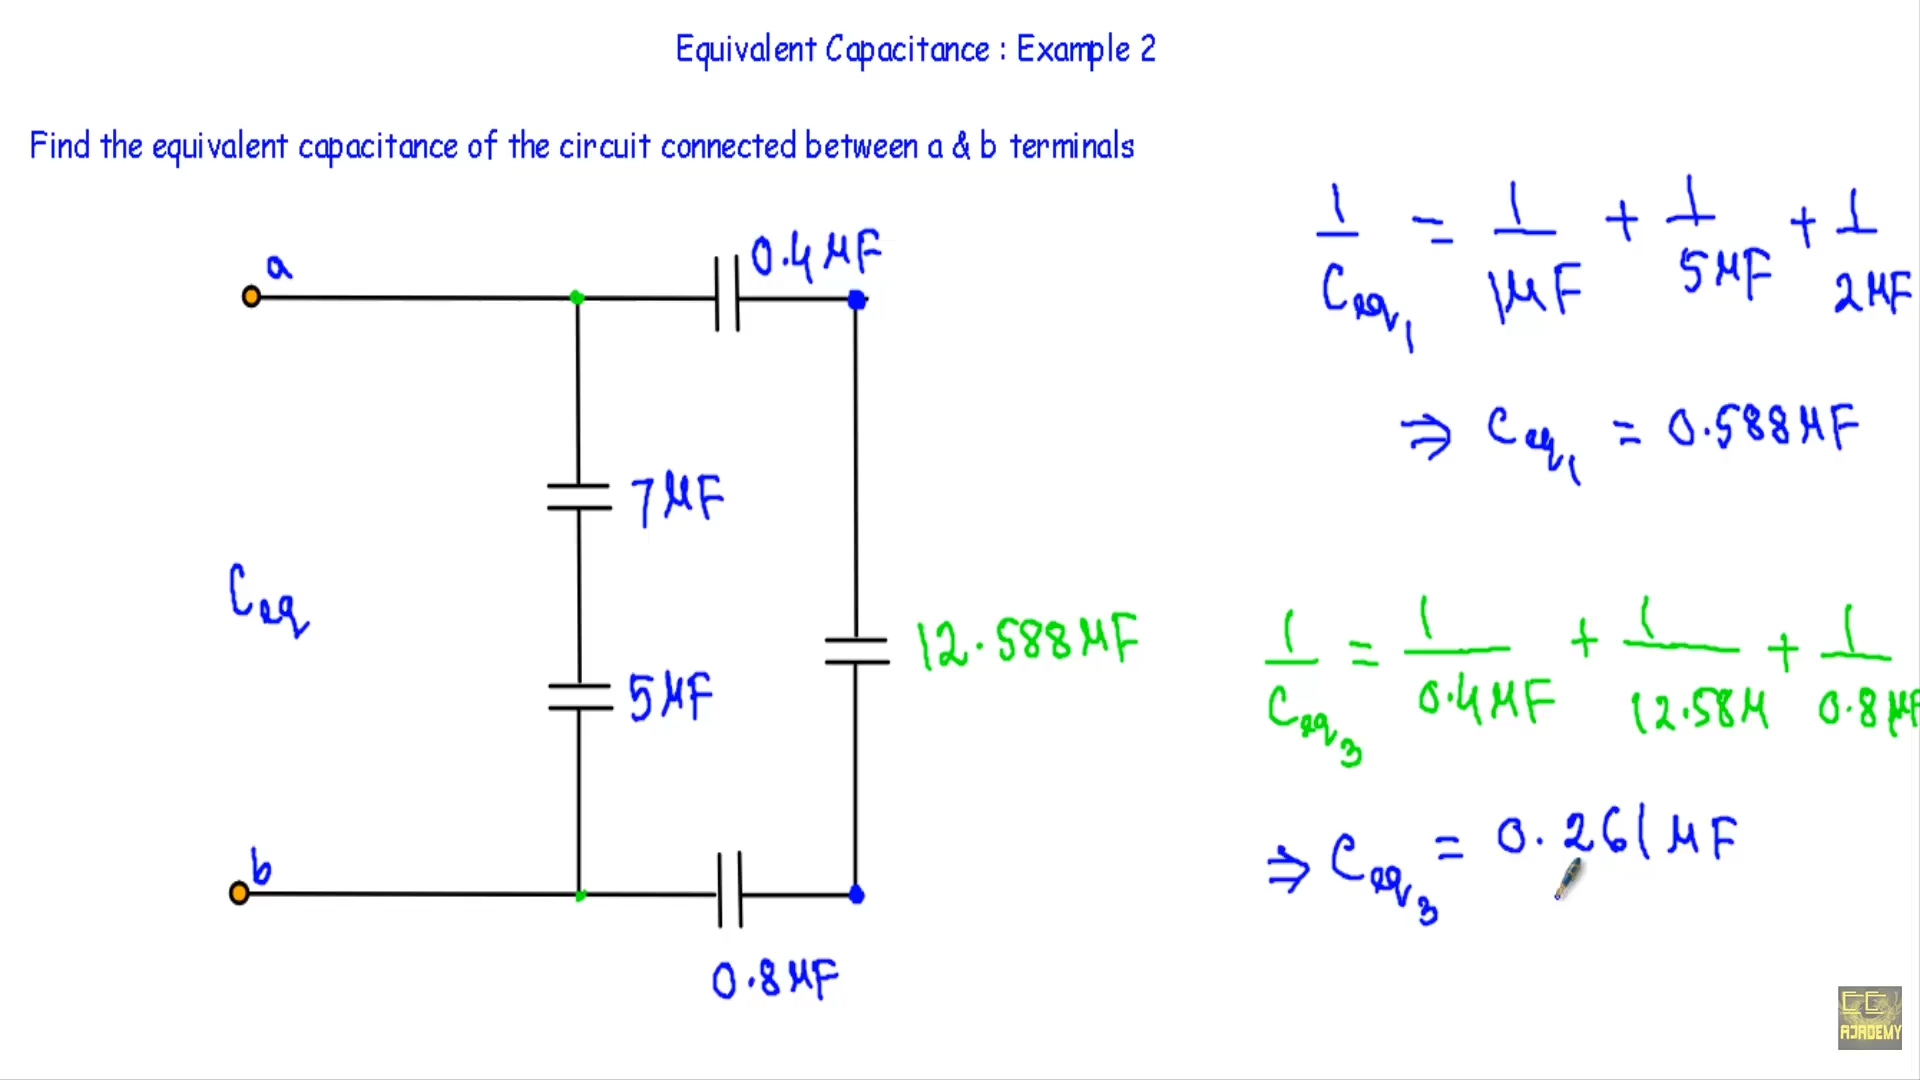 Equivalent Capacitance : Example 2
Find the equivalent capacitance of the circuit connected between a & b terminals
a
0.4 μF
7 μF
Ceq
5 μF
12.588 μF
b
0.8 μF
1/Ceq1 = 1/1μF + 1/5μF + 1/2μF
⇒ Ceq1 = 0.588 μF
1/Ceq3 = 1/0.4μF + 1/12.58μ + 1/0.8μF
⇒ Ceq3 = 0.261 μF
EE
ACADEMY